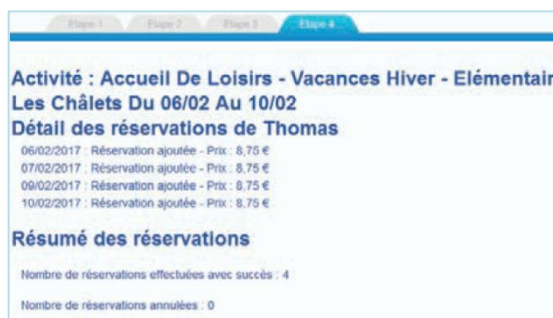 Etape 1 Etape 2 Etape 3 Etape 4
Activité : Accueil De Loisirs - Vacances Hiver - Elémentair
Les Châlets Du 06/02 Au 10/02
Détail des réservations de Thomas
06/02/2017 : Réservation ajoutée - Prix : 8,75 €
07/02/2017 : Réservation ajoutée - Prix : 8,75 €
09/02/2017 : Réservation ajoutée - Prix : 8,75 €
10/02/2017 : Réservation ajoutée - Prix : 8,75 €
Résumé des réservations
Nombre de réservations effectuées avec succès : 4
Nombre de réservations annulées : 0